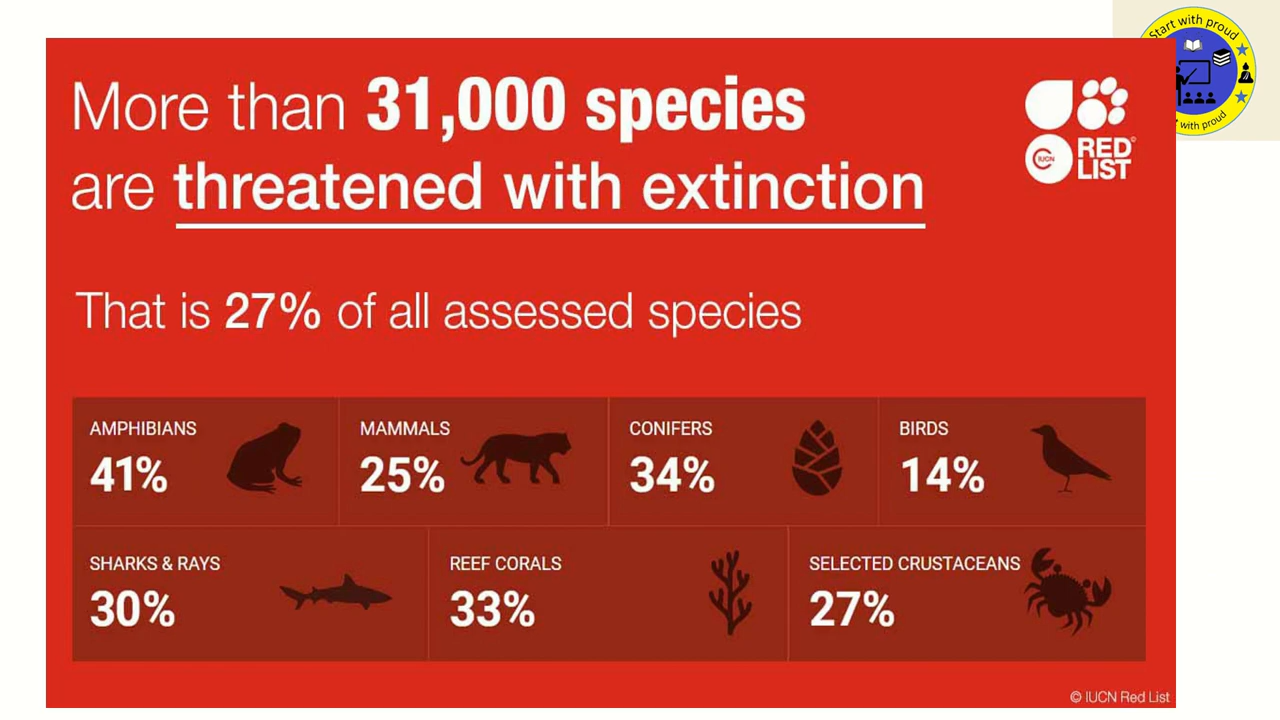 Start with proud
More than 31,000 species
are threatened with extinction
IUCN
RED
LIST
with proud
That is 27% of all assessed species
AMPHIBIANS
41%
MAMMALS
25%
CONIFERS
34%
BIRDS
14%
SHARKS & RAYS
30%
REEF CORALS
33%
SELECTED CRUSTACEANS
27%
© IUCN Red List